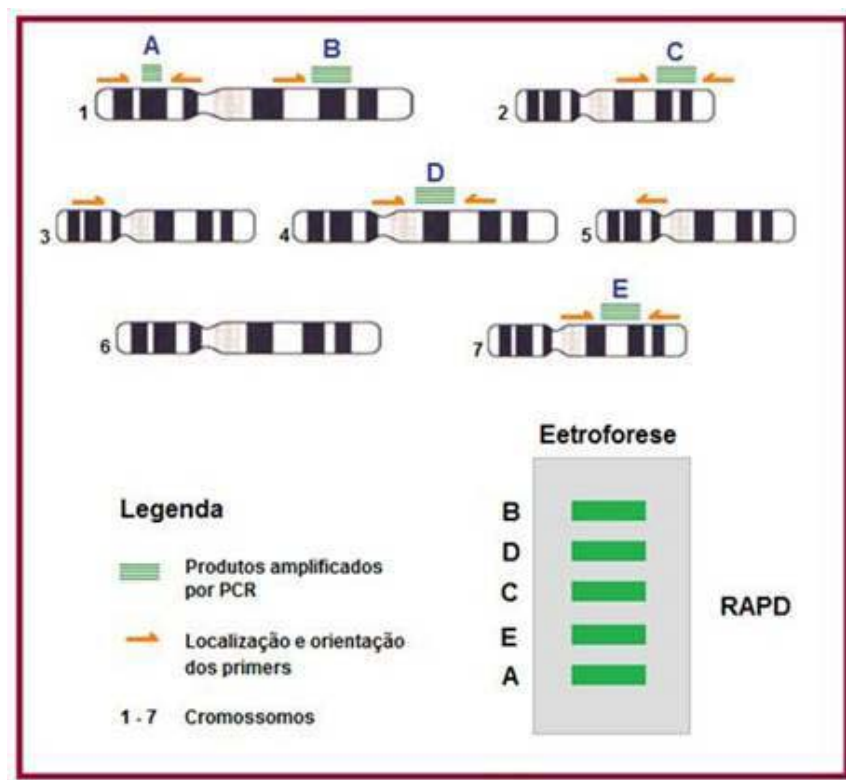 A
B
C
1
2
D
3
4
5
E
6
7
Eetroforese
Legenda
B
D
C
E
A
RAPD
Produtos amplificados
por PCR
Localização e orientação
dos primers
1 - 7 Cromossomos